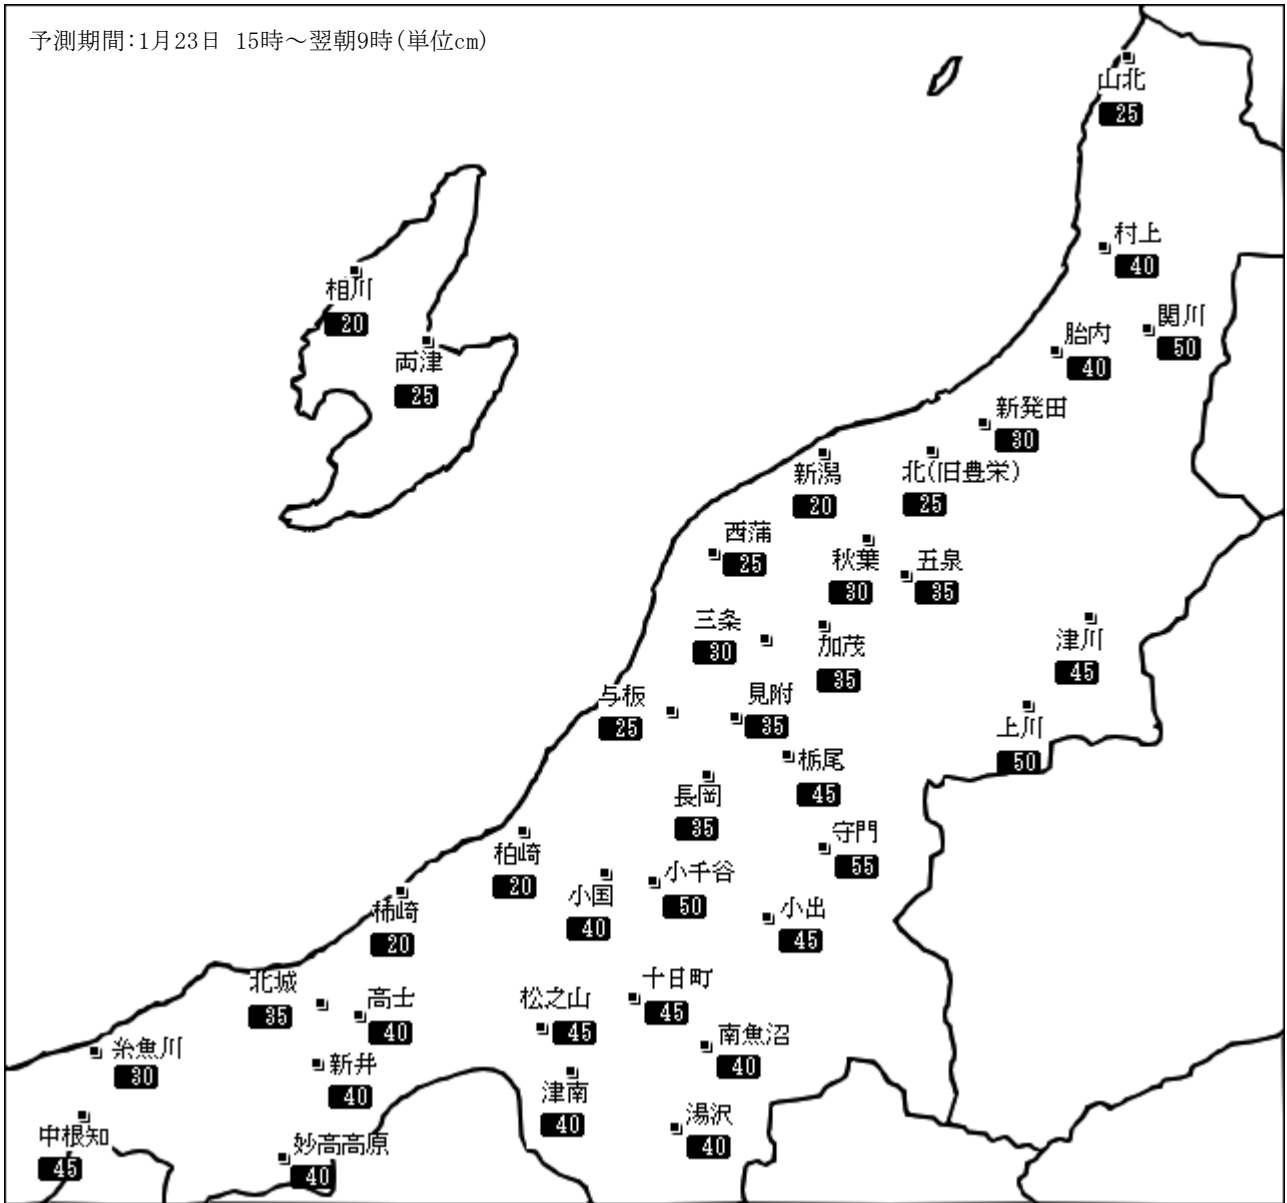 予測期間:1月23日 15時～翌朝9時(単位cm)
山北
25
村上
40
相川
20
関川
50
胎内
40
両津
25
新発田
30
新潟
20
北(旧豊栄)
25
西蒲
25
秋葉
30
五泉
35
三条
30
加茂
35
津川
45
与板
25
見附
35
上川
50
栃尾
45
長岡
35
守門
55
柏崎
20
小千谷
50
小国
40
小出
45
柿崎
20
北城
35
高士
40
松之山
45
十日町
45
南魚沼
40
糸魚川
30
新井
40
津南
40
湯沢
40
中根知
45
妙高高原
40